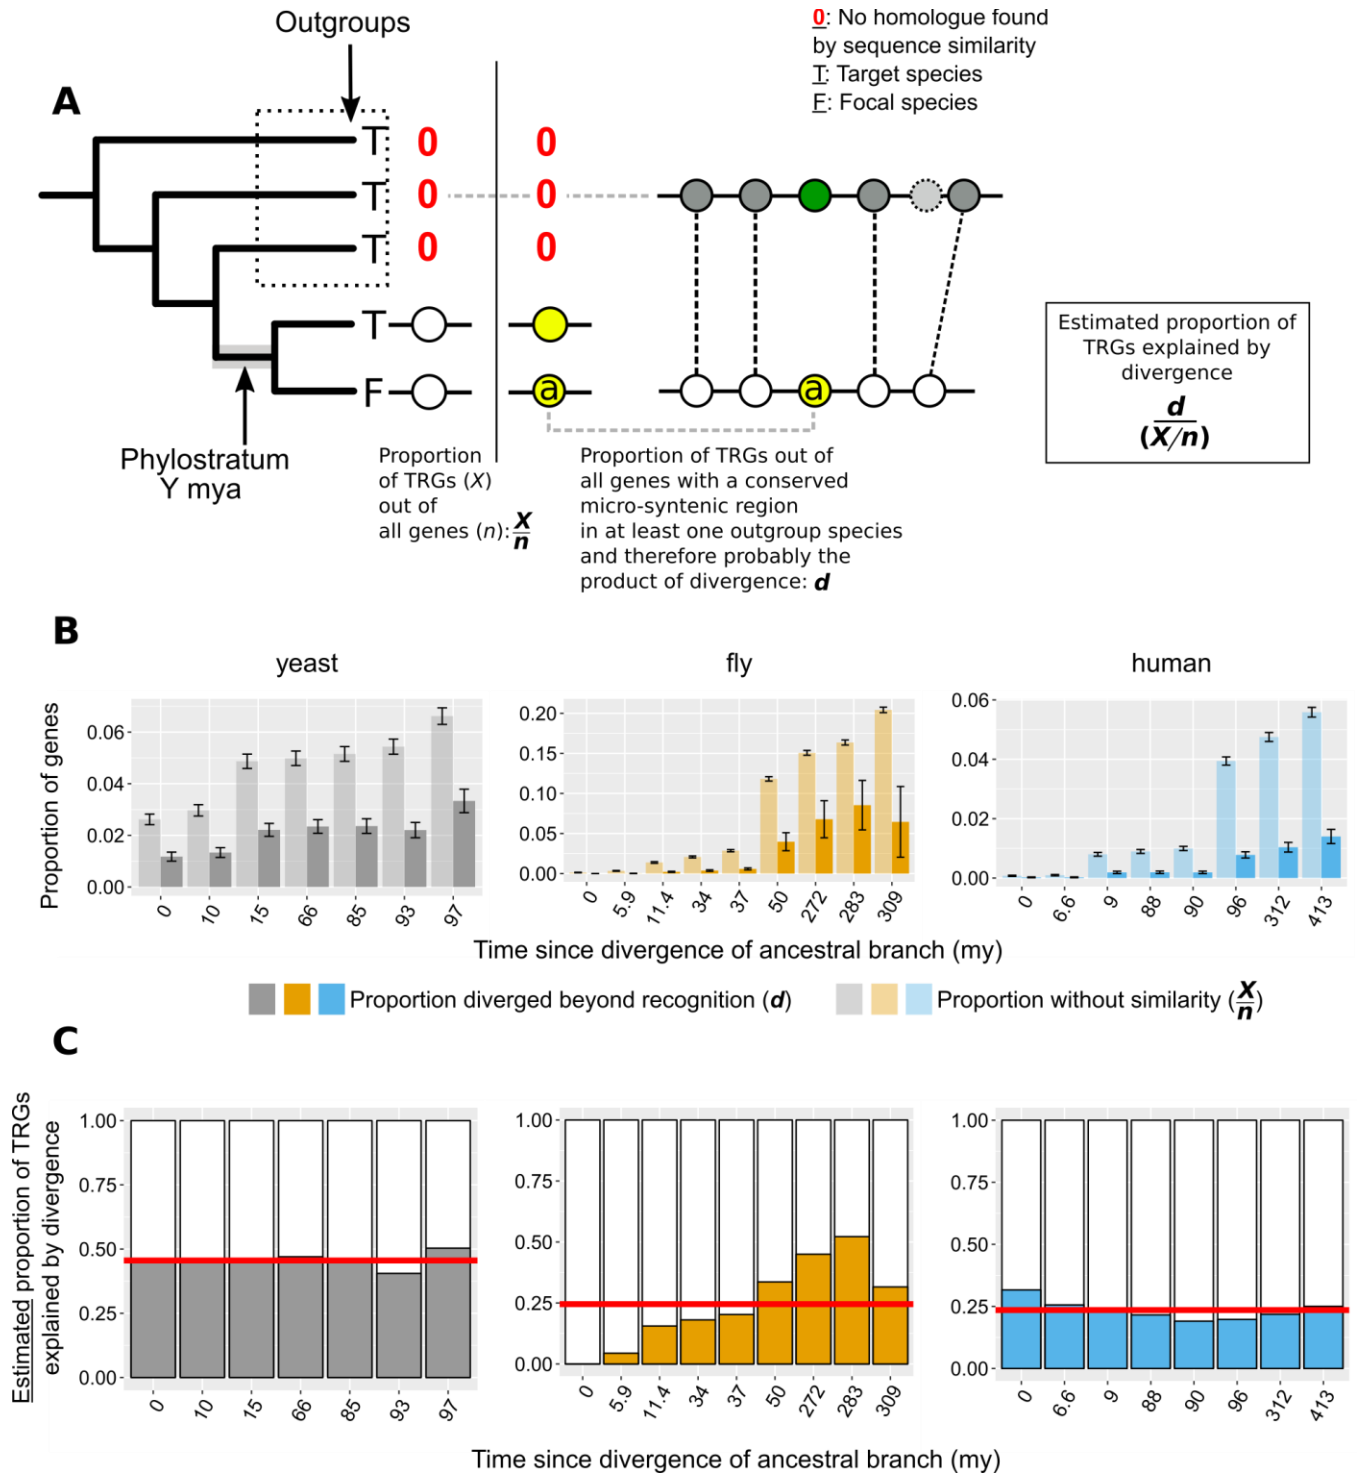 Outgroups
0: No homologue found
by sequence similarity
T: Target species
F: Focal species
A
T 0 0
T 0 0
T 0 0
T
F a a
Estimated proportion of
TRGs explained by
divergence
d
(X/n)
Phylostratum
Y mya
Proportion
of TRGs (X)
out of
all genes (n): X/n
Proportion of TRGs out of
all genes with a conserved
micro-syntenic region
in at least one outgroup species
and therefore probably the
product of divergence: d
B
yeast fly human
Proportion of genes
0.06
0.04
0.02
0.00
0 10 15 66 85 93 97
0.20
0.15
0.10
0.05
0.00
0 5.9 11.4 34 37 50 272 283 309
0.06
0.04
0.02
0.00
0 6.6 9 88 90 96 312 413
Time since divergence of ancestral branch (my)
Proportion diverged beyond recognition (d) Proportion without similarity (X/n)
C
Estimated proportion of TRGs
explained by divergence
1.00
0.75
0.50
0.25
0.00
0 10 15 66 85 93 97
1.00
0.75
0.50
0.25
0.00
0 5.9 11.4 34 37 50 272 283 309
1.00
0.75
0.50
0.25
0.00
0 6.6 9 88 90 96 312 413
Time since divergence of ancestral branch (my)